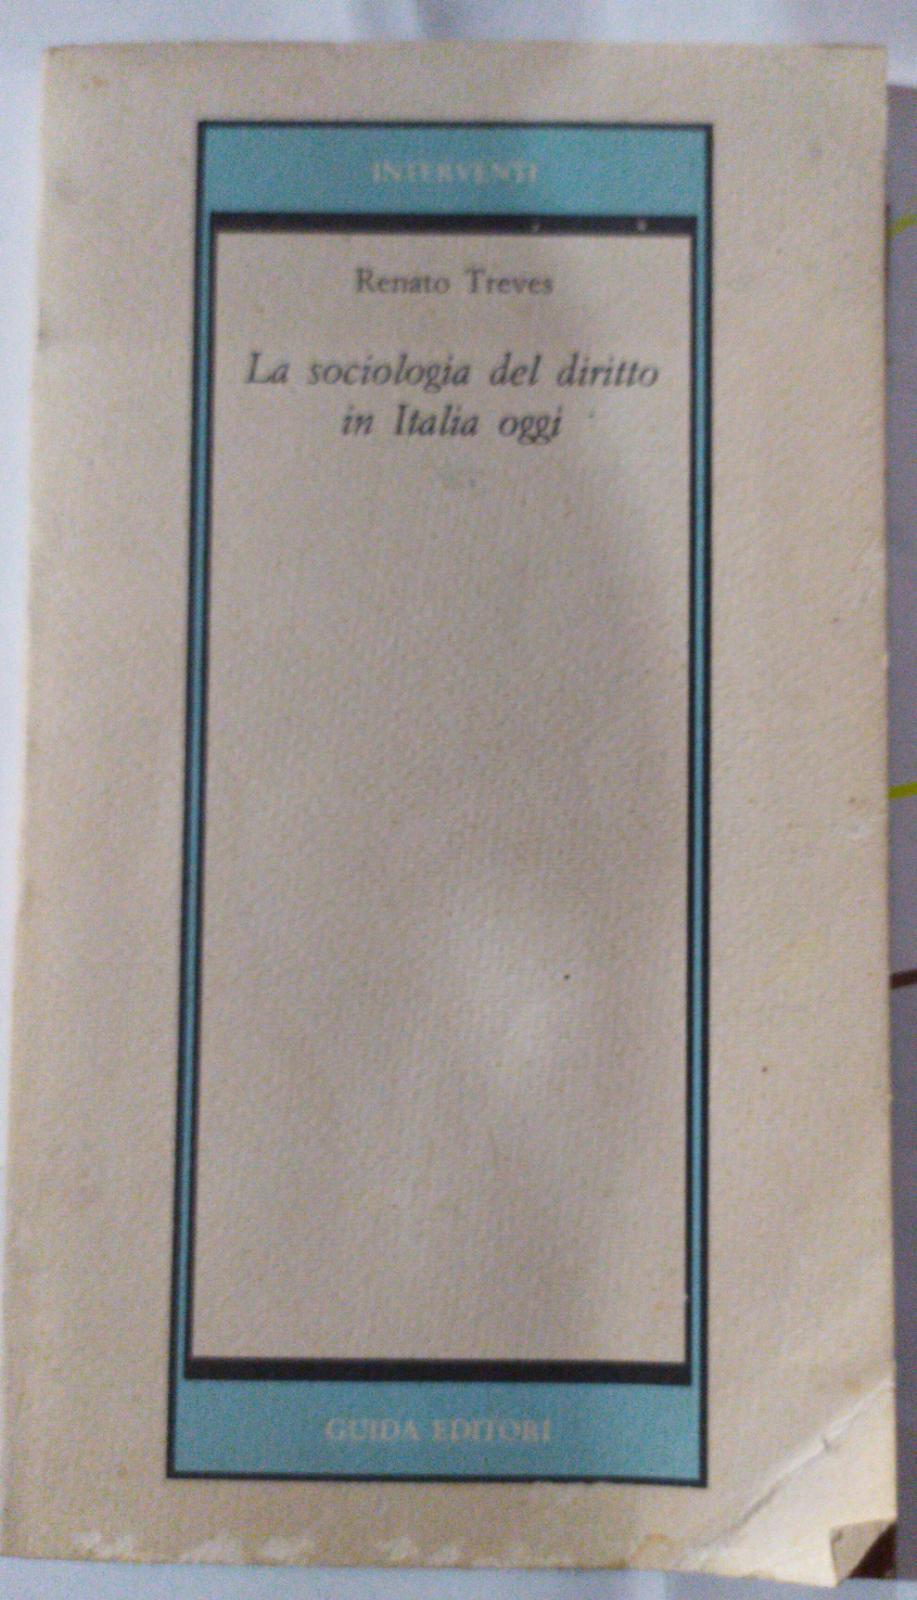 INTERVENTI
Renato Treves
La sociologia del diritto
in Italia oggi
GUIDA EDITORI